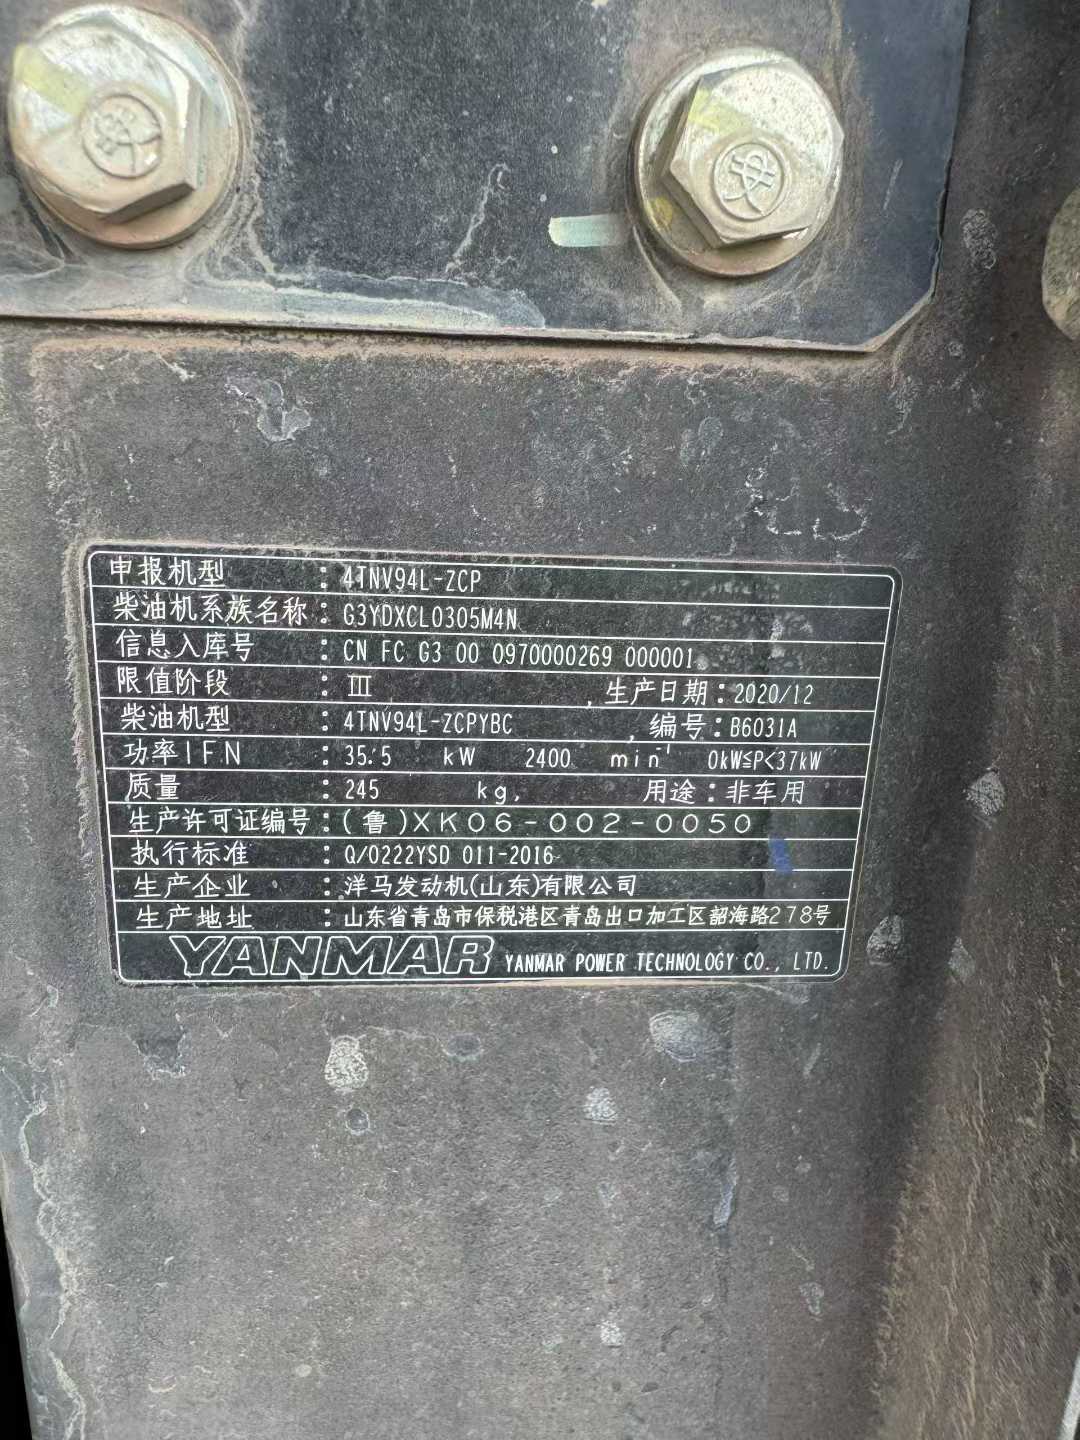 申报机型 : 4TNV94L-ZCP
柴油机系族名称 : G3YDXCL0305M4N
信息入库号 : CN FC G3 00 0970000269 000001
限值阶段 : III , 生产日期 : 2020/12
柴油机型 : 4TNV94L-ZCPYBC , 编号 : B6031A
功率IFN : 35.5 kW 2400 min⁻¹ 0kW≦P<37kW
质量 : 245 kg, 用途 : 非车用
生产许可证编号 : (鲁)XK06-002-0050
执行标准 : Q/0222YSD 011-2016
生产企业 : 洋马发动机(山东)有限公司
生产地址 : 山东省青岛市保税港区青岛出口加工区韶海路278号
YANMAR YANMAR POWER TECHNOLOGY CO., LTD.